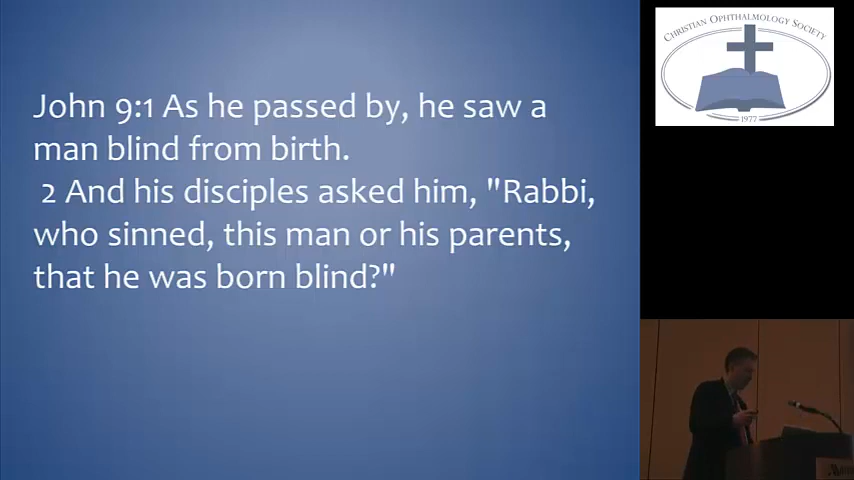 John 9:1 As he passed by, he saw a
man blind from birth.
2 And his disciples asked him, "Rabbi,
who sinned, this man or his parents,
that he was born blind?"
CHRISTIAN OPHTHALMOLOGY SOCIETY
1977